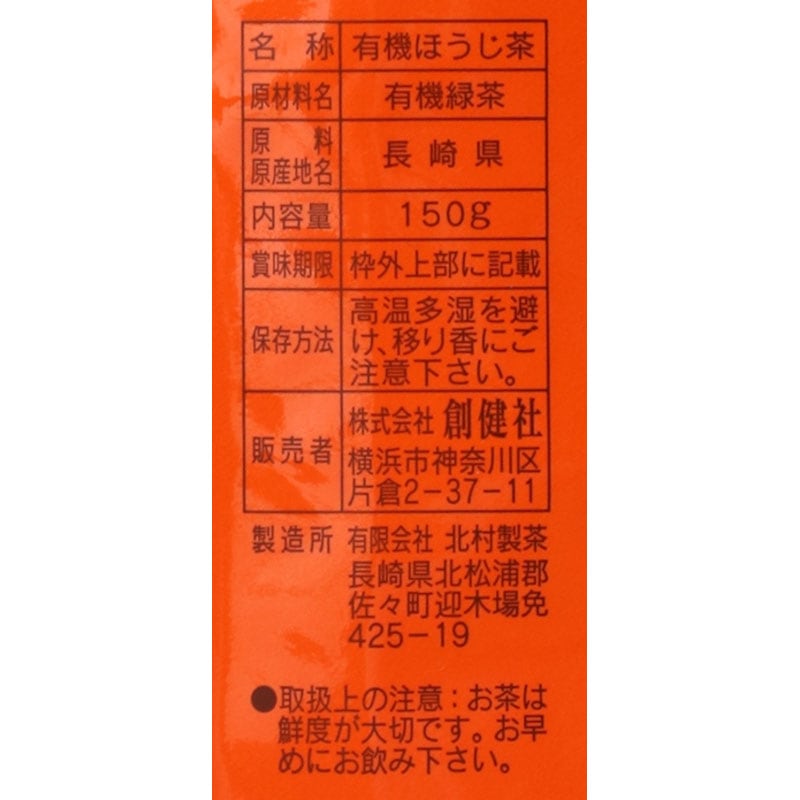 名称 有機ほうじ茶
原材料名 有機緑茶
原料
原産地名 長崎県
内容量 150g
賞味期限 枠外上部に記載
保存方法 高温多湿を避
け、移り香にご
注意下さい。
販売者 株式会社 創健社
横浜市神奈川区
片倉2-37-11
製造所 有限会社 北村製茶
長崎県北松浦郡
佐々町迎木場免
425-19
●取扱上の注意:お茶は
鮮度が大切です。お早
めにお飲み下さい。